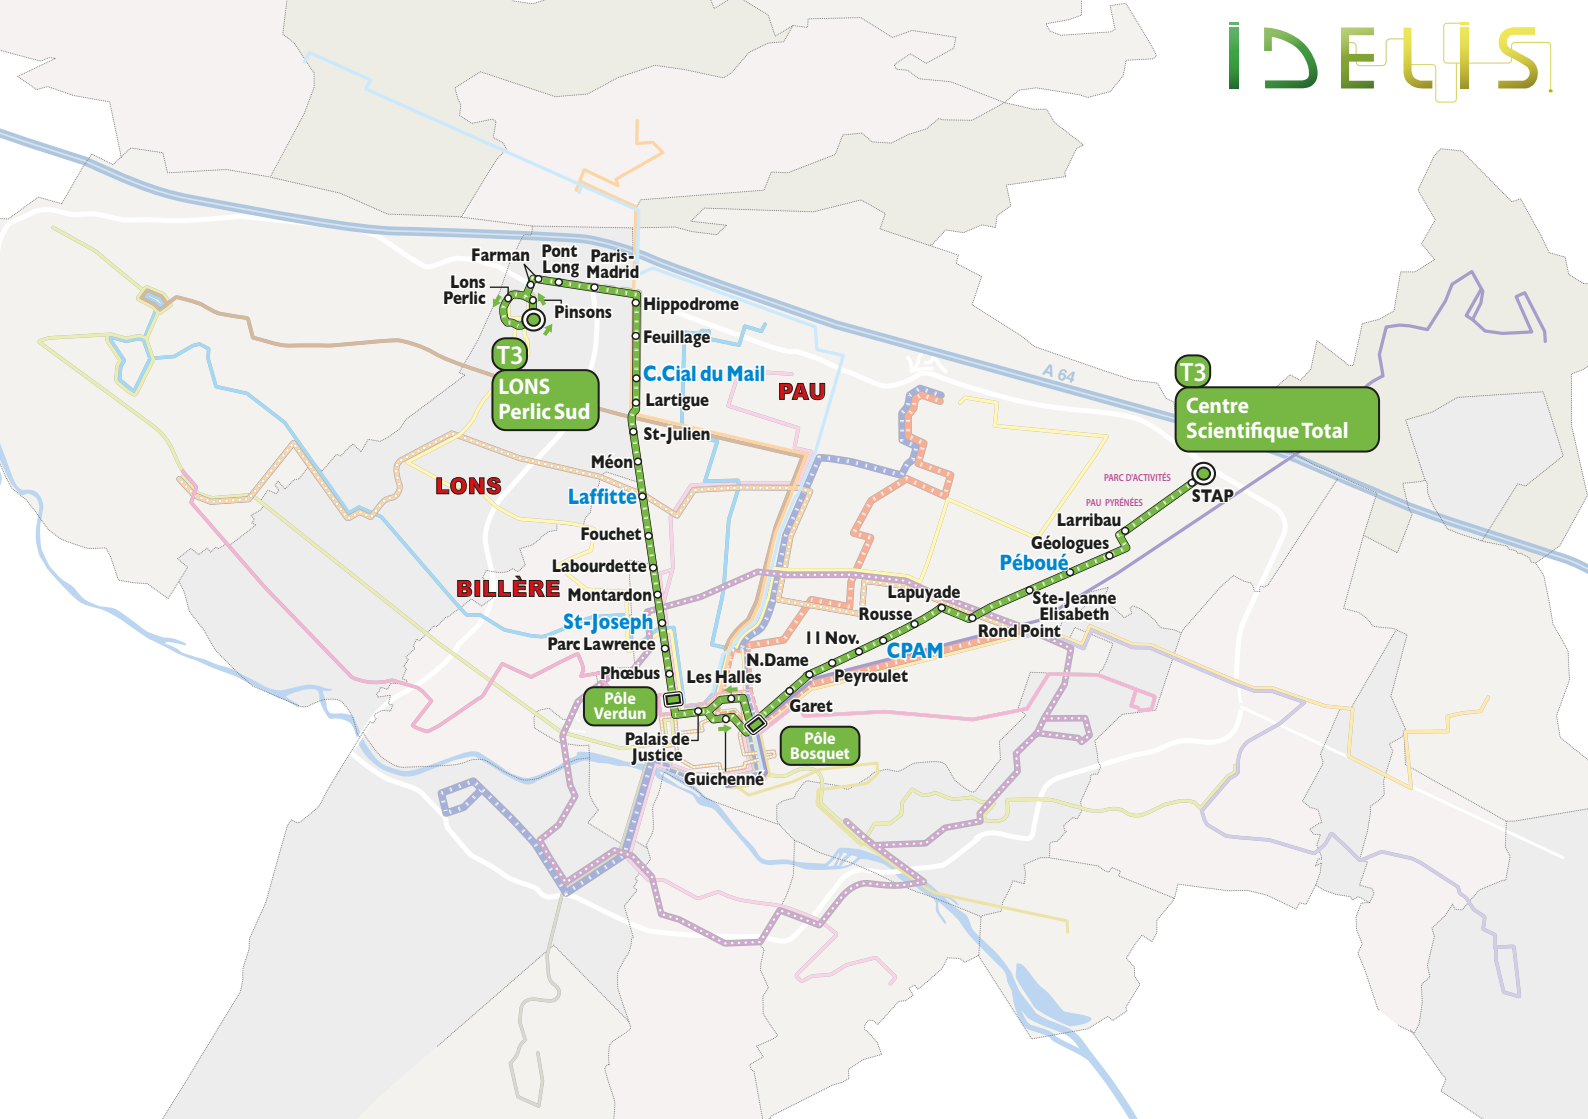 IDELIS
Farman
Pont
Long
Paris-
Madrid
Lons
Perlic
Pinsons
Hippodrome
Feuillage
T3
LONS
Perlic Sud
C.Cial du Mail
PAU
Lartigue
St-Julien
A 64
T3
Centre
Scientifique Total
Méon
LONS
Laffitte
PARC D'ACTIVITÉS
PAU PYRÉNÉES
STAP
Larribau
Géologues
Péboué
Fouchet
Labourdette
BILLÈRE
Montardon
St-Joseph
Parc Lawrence
Phœbus
Lapuyade
Rousse
Ste-Jeanne
Elisabeth
Rond Point
11 Nov.
CPAM
N.Dame
Peyroulet
Les Halles
Garet
Pôle
Verdun
Palais de
Justice
Pôle
Bosquet
Guichenné